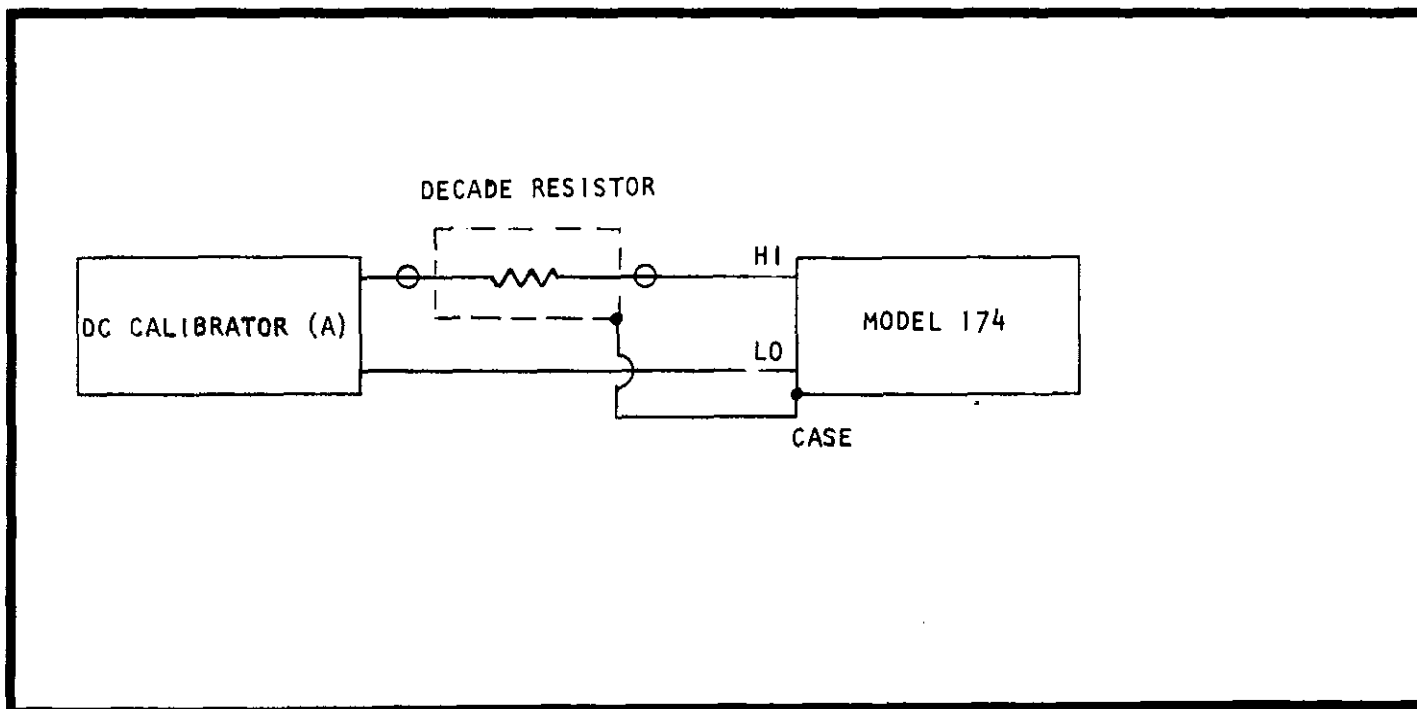 DECADE RESISTOR
HI
DC CALIBRATOR (A)
MODEL 174
LO
CASE